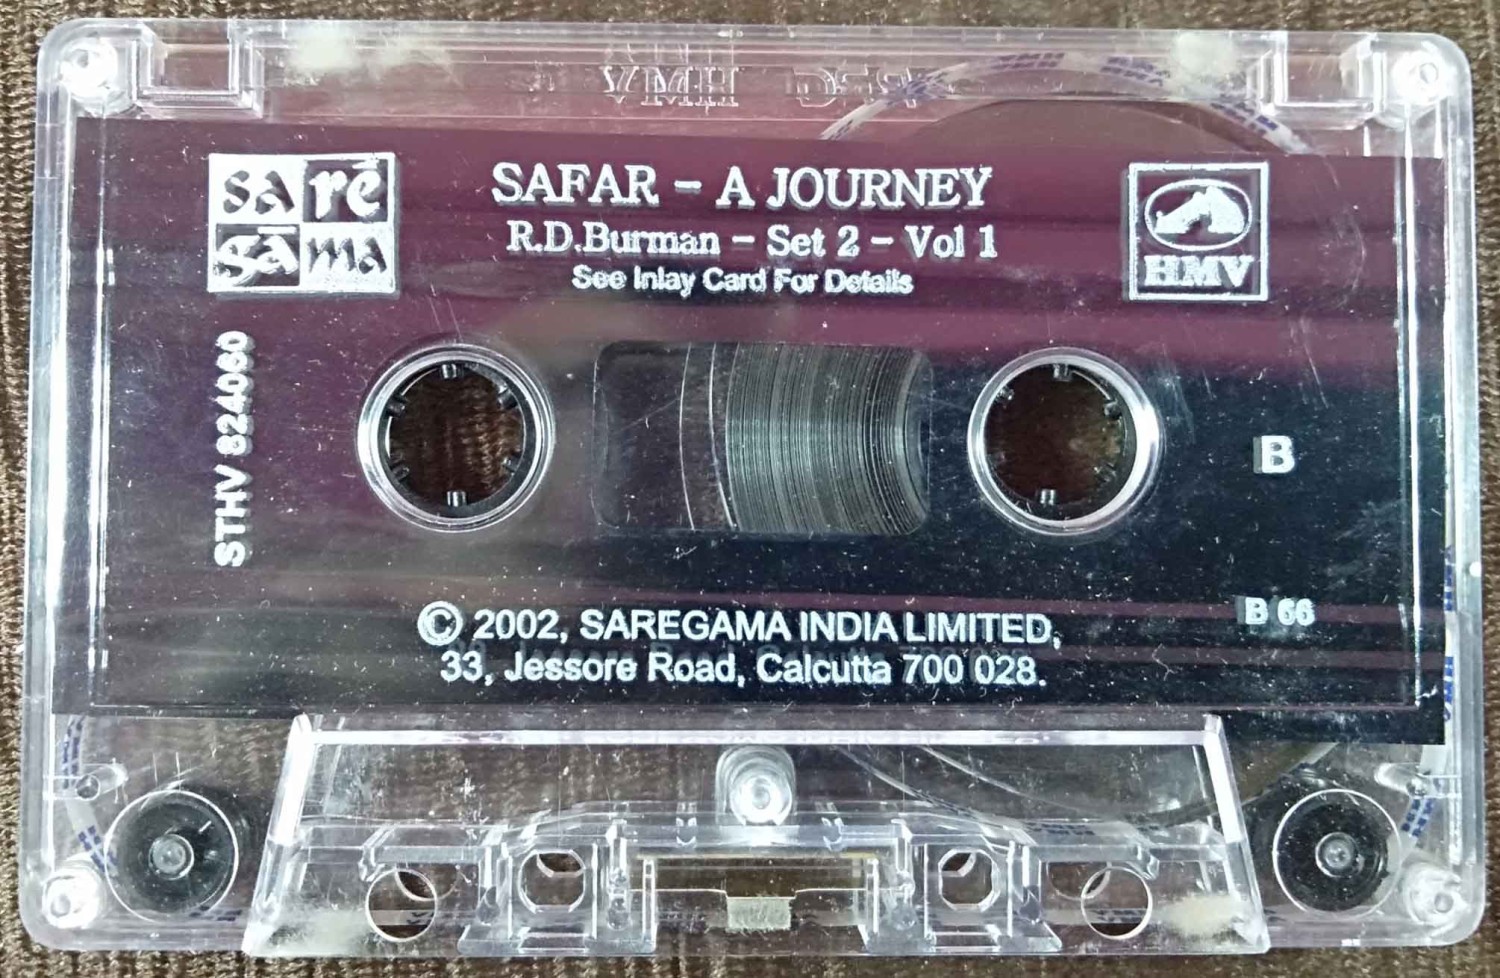 sa rē
gā ma
SAFAR - A JOURNEY
R.D.Burman - Set 2 - Vol 1
See Inlay Card For Details
HMV
STHV 824060
B
B 66
© 2002, SAREGAMA INDIA LIMITED,
33, Jessore Road, Calcutta 700 028.